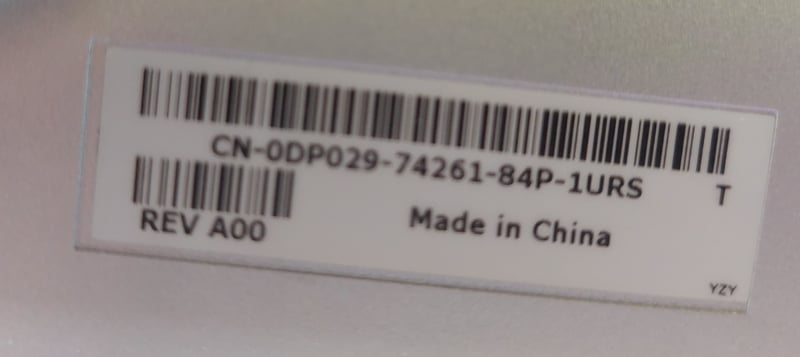 CN-0DP029-74261-84P-1URS T
REV A00
Made in China
YZY